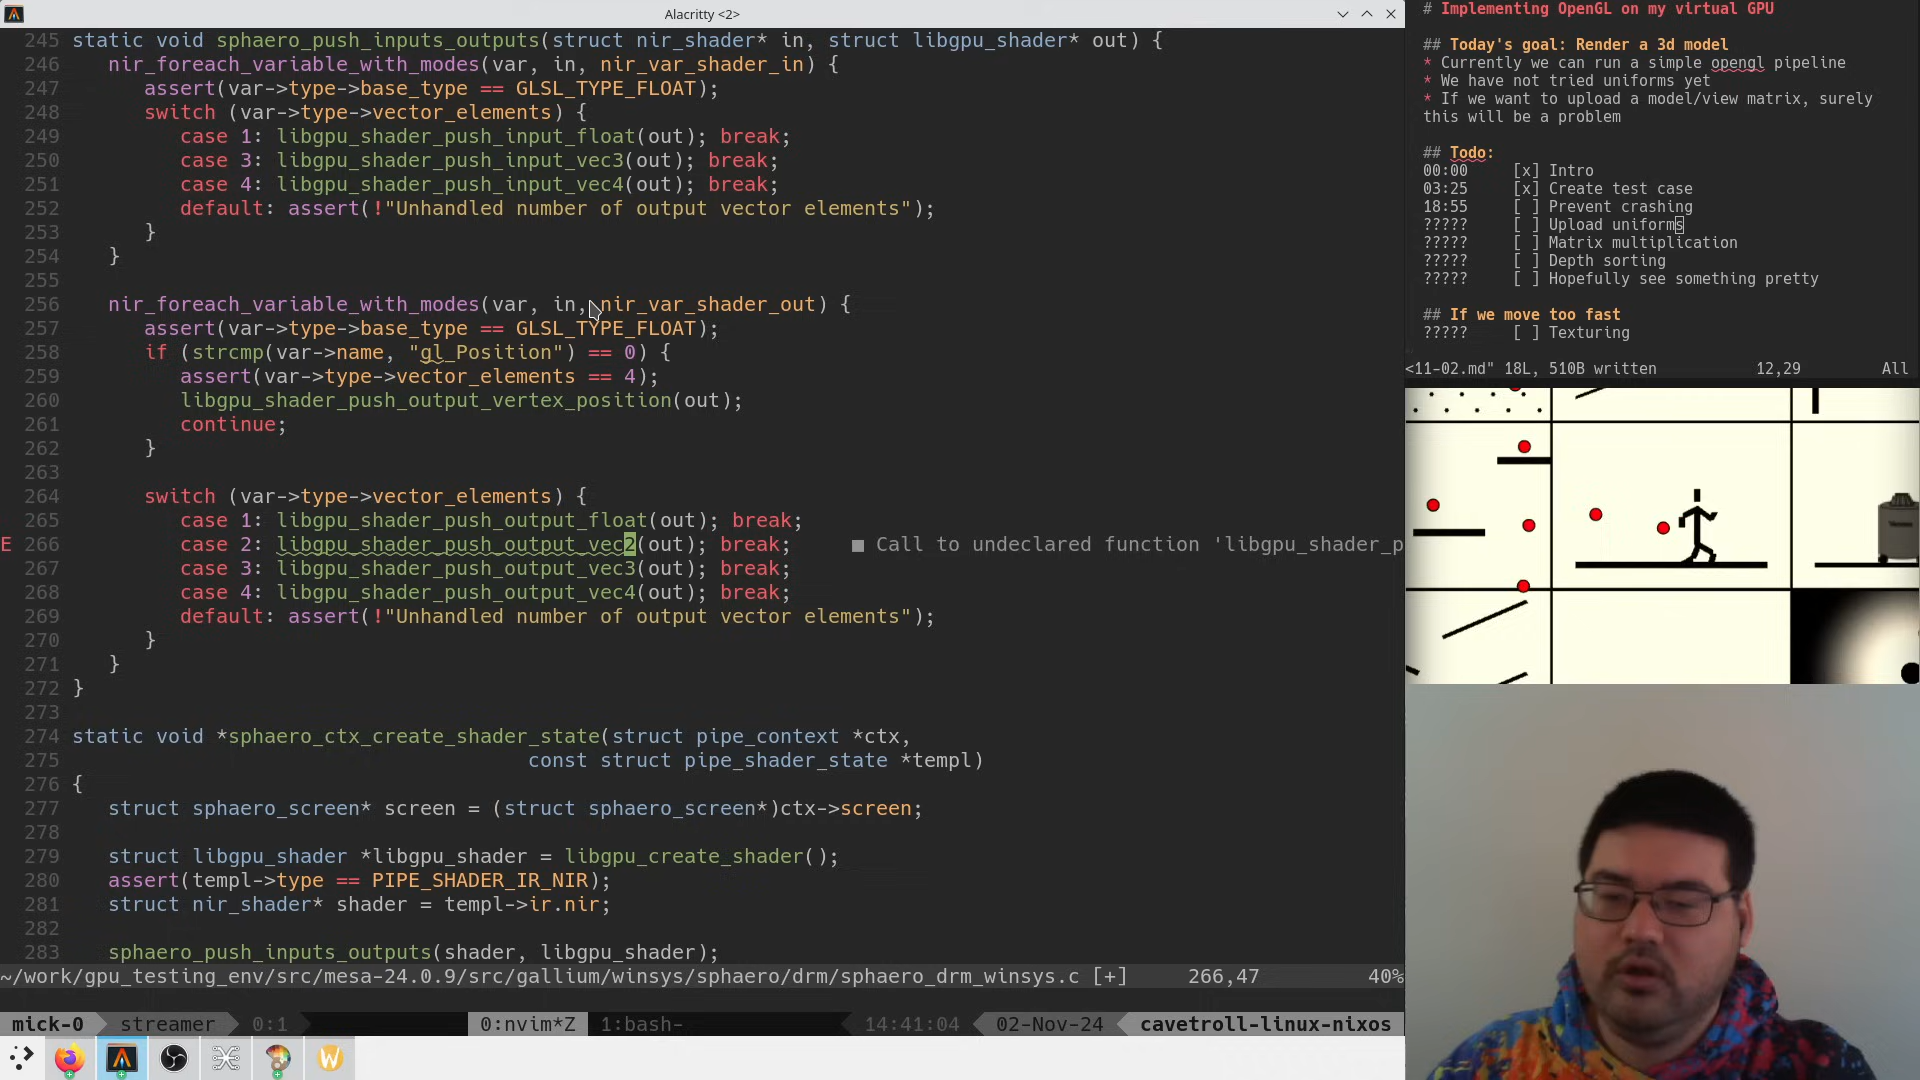 Alacritty <2>
245 static void sphaero_push_inputs_outputs(struct nir_shader* in, struct libgpu_shader* out) {
246 nir_foreach_variable_with_modes(var, in, nir_var_shader_in) {
247 assert(var->type->base_type == GLSL_TYPE_FLOAT);
248 switch (var->type->vector_elements) {
249 case 1: libgpu_shader_push_input_float(out); break;
250 case 3: libgpu_shader_push_input_vec3(out); break;
251 case 4: libgpu_shader_push_input_vec4(out); break;
252 default: assert(!"Unhandled number of output vector elements");
253 }
254 }
255
256 nir_foreach_variable_with_modes(var, in, nir_var_shader_out) {
257 assert(var->type->base_type == GLSL_TYPE_FLOAT);
258 if (strcmp(var->name, "gl_Position") == 0) {
259 assert(var->type->vector_elements == 4);
260 libgpu_shader_push_output_vertex_position(out);
261 continue;
262 }
263
264 switch (var->type->vector_elements) {
265 case 1: libgpu_shader_push_output_float(out); break;
E 266 case 2: libgpu_shader_push_output_vec2(out); break; ■ Call to undeclared function 'libgpu_shader_p
267 case 3: libgpu_shader_push_output_vec3(out); break;
268 case 4: libgpu_shader_push_output_vec4(out); break;
269 default: assert(!"Unhandled number of output vector elements");
270 }
271 }
272 }
273
274 static void *sphaero_ctx_create_shader_state(struct pipe_context *ctx,
275 const struct pipe_shader_state *templ)
276 {
277 struct sphaero_screen* screen = (struct sphaero_screen*)ctx->screen;
278
279 struct libgpu_shader *libgpu_shader = libgpu_create_shader();
280 assert(templ->type == PIPE_SHADER_IR_NIR);
281 struct nir_shader* shader = templ->ir.nir;
282
283 sphaero_push_inputs_outputs(shader, libgpu_shader);
~/work/gpu_testing_env/src/mesa-24.0.9/src/gallium/winsys/sphaero/drm/sphaero_drm_winsys.c [+] 266,47 40%
mick-0 streamer 0:1 0:nvim*Z 1:bash- 14:41:04 02-Nov-24 cavetroll-linux-nixos
# Implementing OpenGL on my virtual GPU
## Today's goal: Render a 3d model
* Currently we can run a simple opengl pipeline
* We have not tried uniforms yet
* If we want to upload a model/view matrix, surely
this will be a problem
## Todo:
00:00 [x] Intro
03:25 [x] Create test case
18:55 [ ] Prevent crashing
????? [ ] Upload uniforms
????? [ ] Matrix multiplication
????? [ ] Depth sorting
????? [ ] Hopefully see something pretty
## If we move too fast
????? [ ] Texturing
<11-02.md" 18L, 510B written 12,29 All